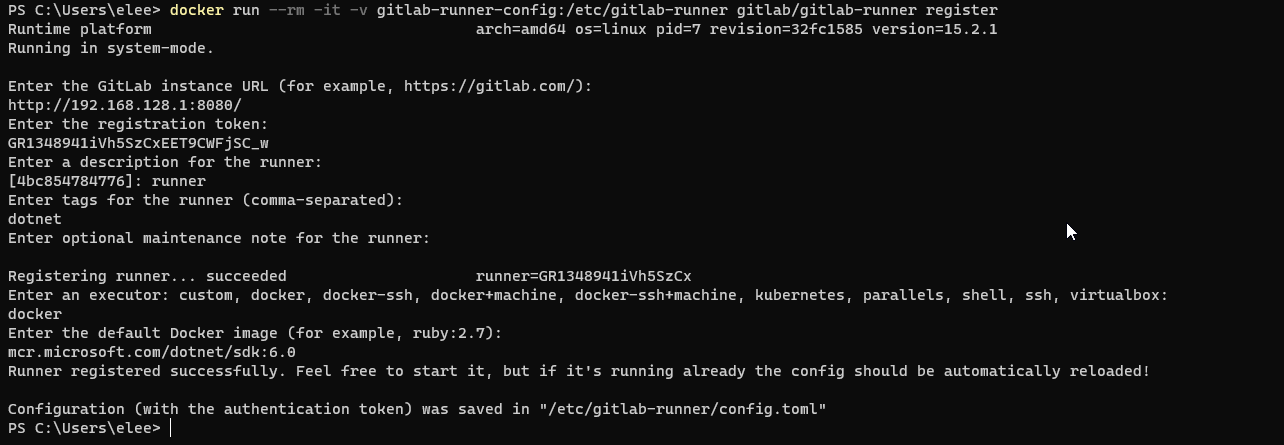 PS C:\Users\elee> docker run --rm -it -v gitlab-runner-config:/etc/gitlab-runner gitlab/gitlab-runner register
Runtime platform                                    arch=amd64 os=linux pid=7 revision=32fc1585 version=15.2.1
Running in system-mode.
Enter the GitLab instance URL (for example, https://gitlab.com/):
http://192.168.128.1:8080/
Enter the registration token:
GR1348941iVh5SzCxEET9CWFjSC_w
Enter a description for the runner:
[4bc854784776]: runner
Enter tags for the runner (comma-separated):
dotnet
Enter optional maintenance note for the runner:
Registering runner... succeeded                     runner=GR1348941iVh5SzCx
Enter an executor: custom, docker, docker-ssh, docker+machine, docker-ssh+machine, kubernetes, parallels, shell, ssh, virtualbox:
docker
Enter the default Docker image (for example, ruby:2.7):
mcr.microsoft.com/dotnet/sdk:6.0
Runner registered successfully. Feel free to start it, but if it's running already the config should be automatically reloaded!
Configuration (with the authentication token) was saved in "/etc/gitlab-runner/config.toml"
PS C:\Users\elee>